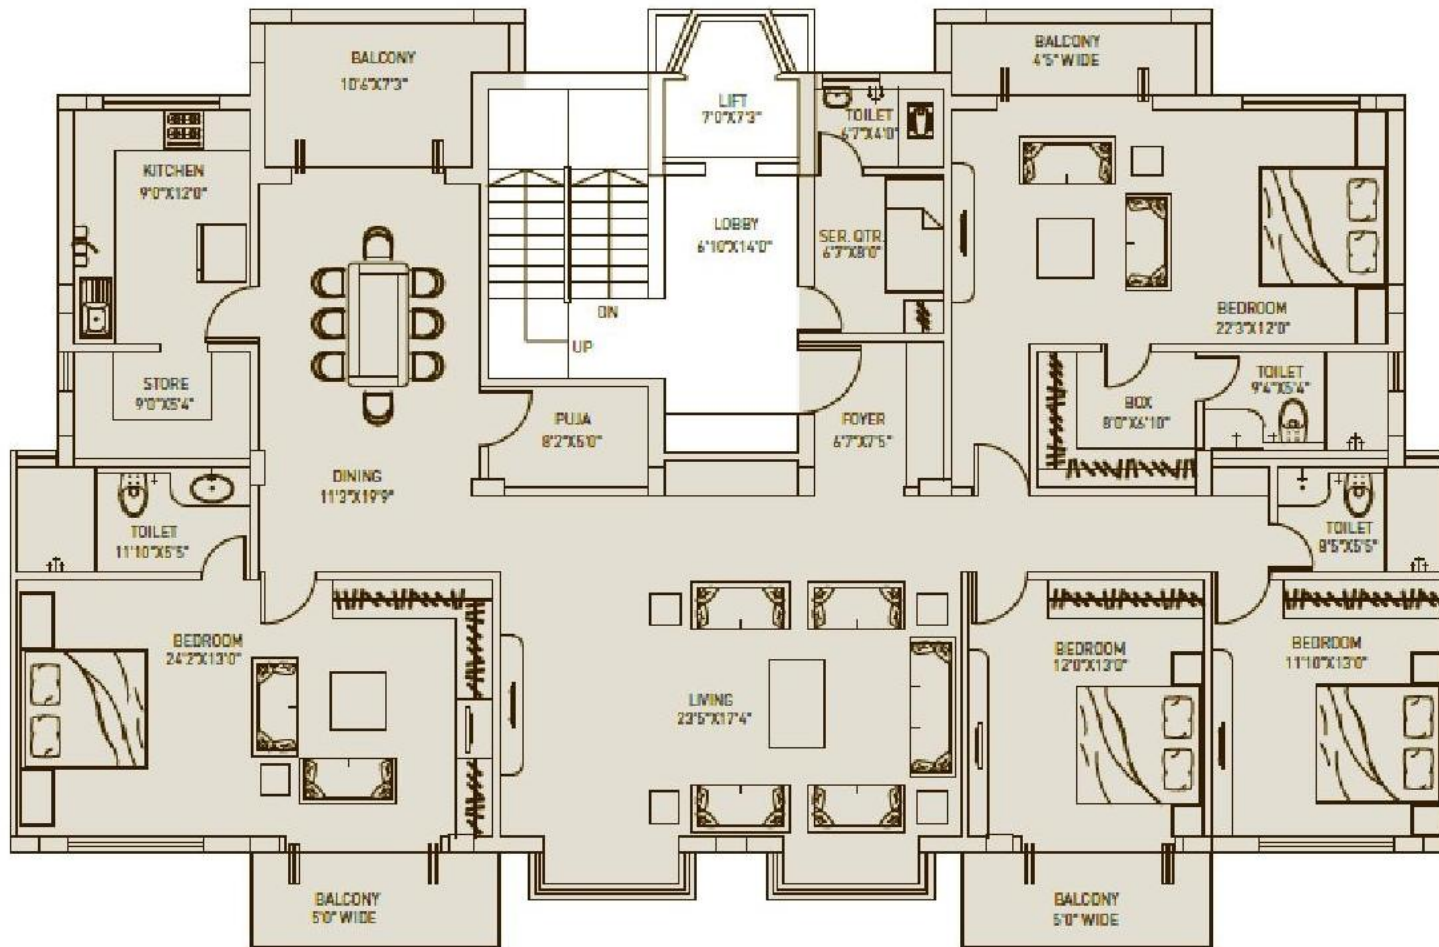 BALCONY
10'6"X7'3"
BALCONY
4'5" WIDE
LIFT
7'0"X7'3"
TOILET
6'7"X4'0"
KITCHEN
9'0"X12'0"
LOBBY
6'10"X14'0"
SER. QTR.
6'7"X8'0"
BEDROOM
22'3"X12'0"
DN
UP
STORE
9'0"X5'4"
PUJA
8'2"X5'0"
FOYER
6'7"X7'5"
BOX
8'0"X6'10"
TOILET
9'4"X5'4"
DINING
11'3"X19'9"
TOILET
11'10"X5'5"
TOILET
8'5"X5'5"
BEDROOM
24'2"X13'0"
LIVING
23'5"X17'4"
BEDROOM
12'0"X13'0"
BEDROOM
11'10"X13'0"
BALCONY
5'0" WIDE
BALCONY
5'0" WIDE